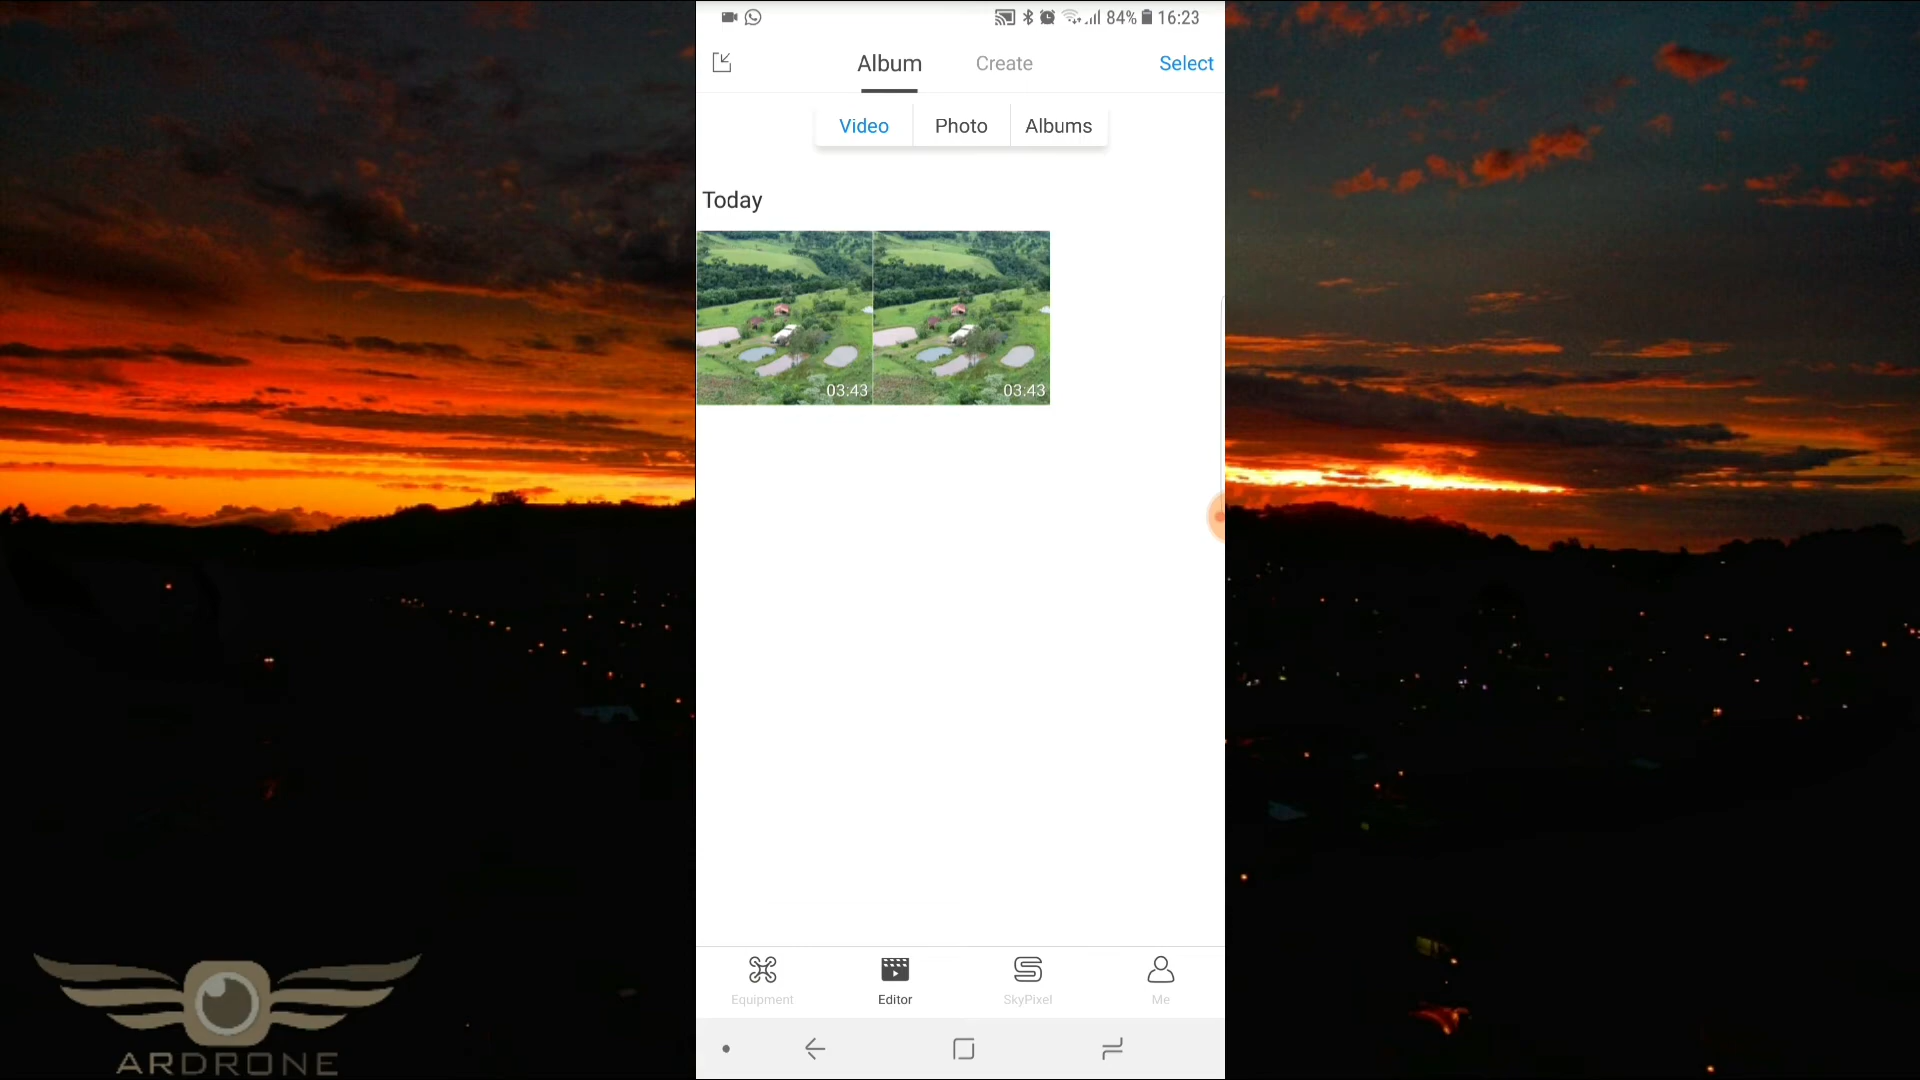 84% 16:23
Album Create Select
Video Photo Albums
Today
03:43 03:43
Equipment Editor SkyPixel Me
ARDRONE